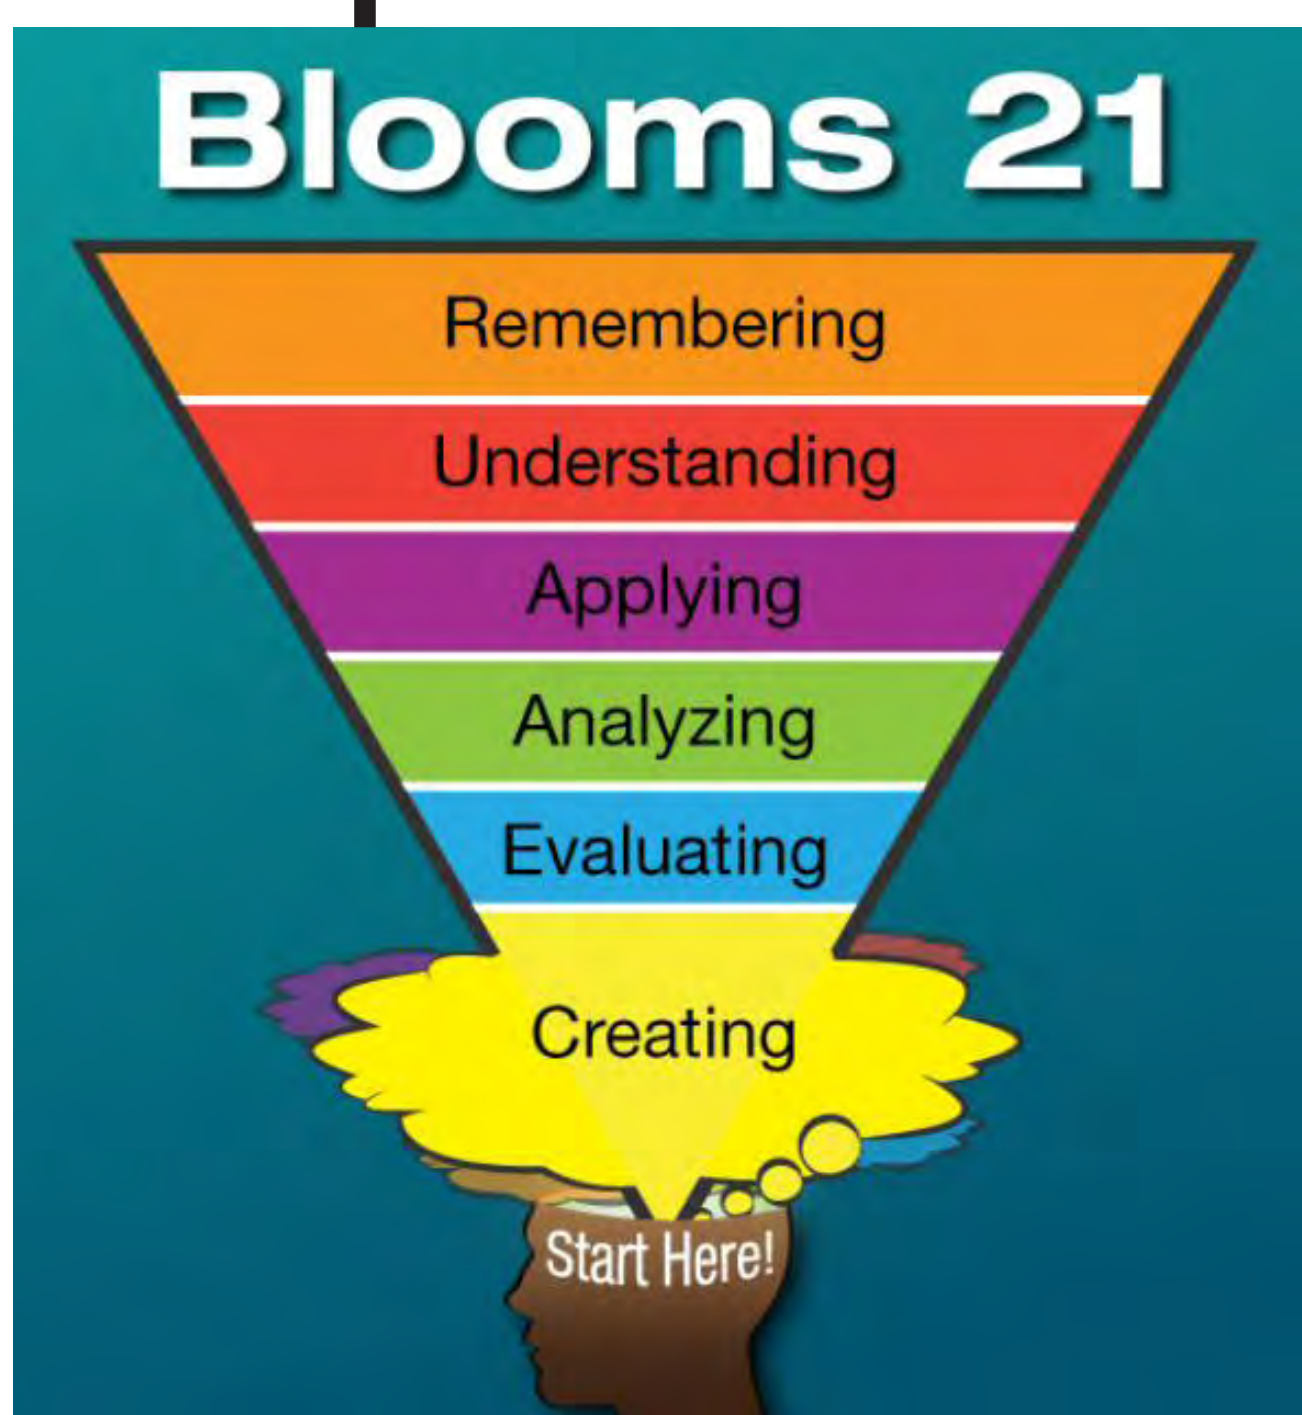 Blooms 21
Remembering
Understanding
Applying
Analyzing
Evaluating
Creating
Start Here!